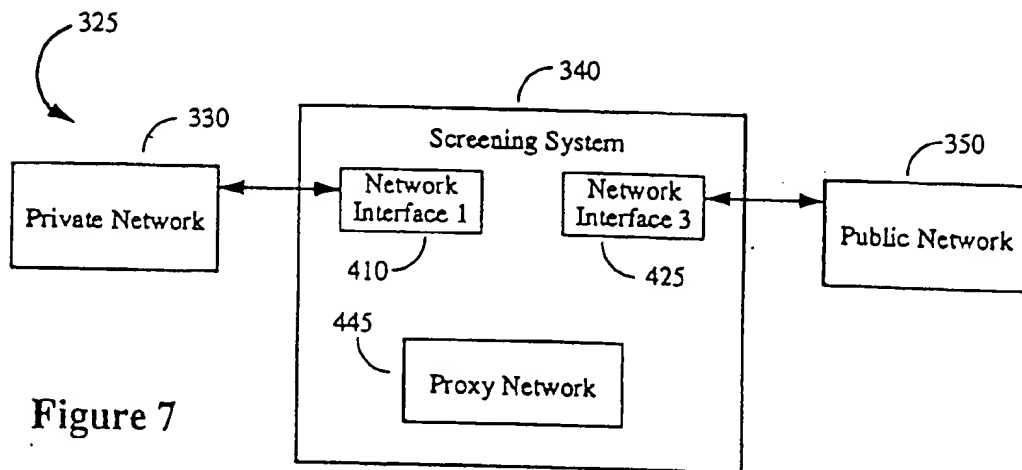 325
340
330
350
Screening System
Private Network
Network
Interface 1
Network
Interface 3
Public Network
410
425
445
Proxy Network
Figure 7